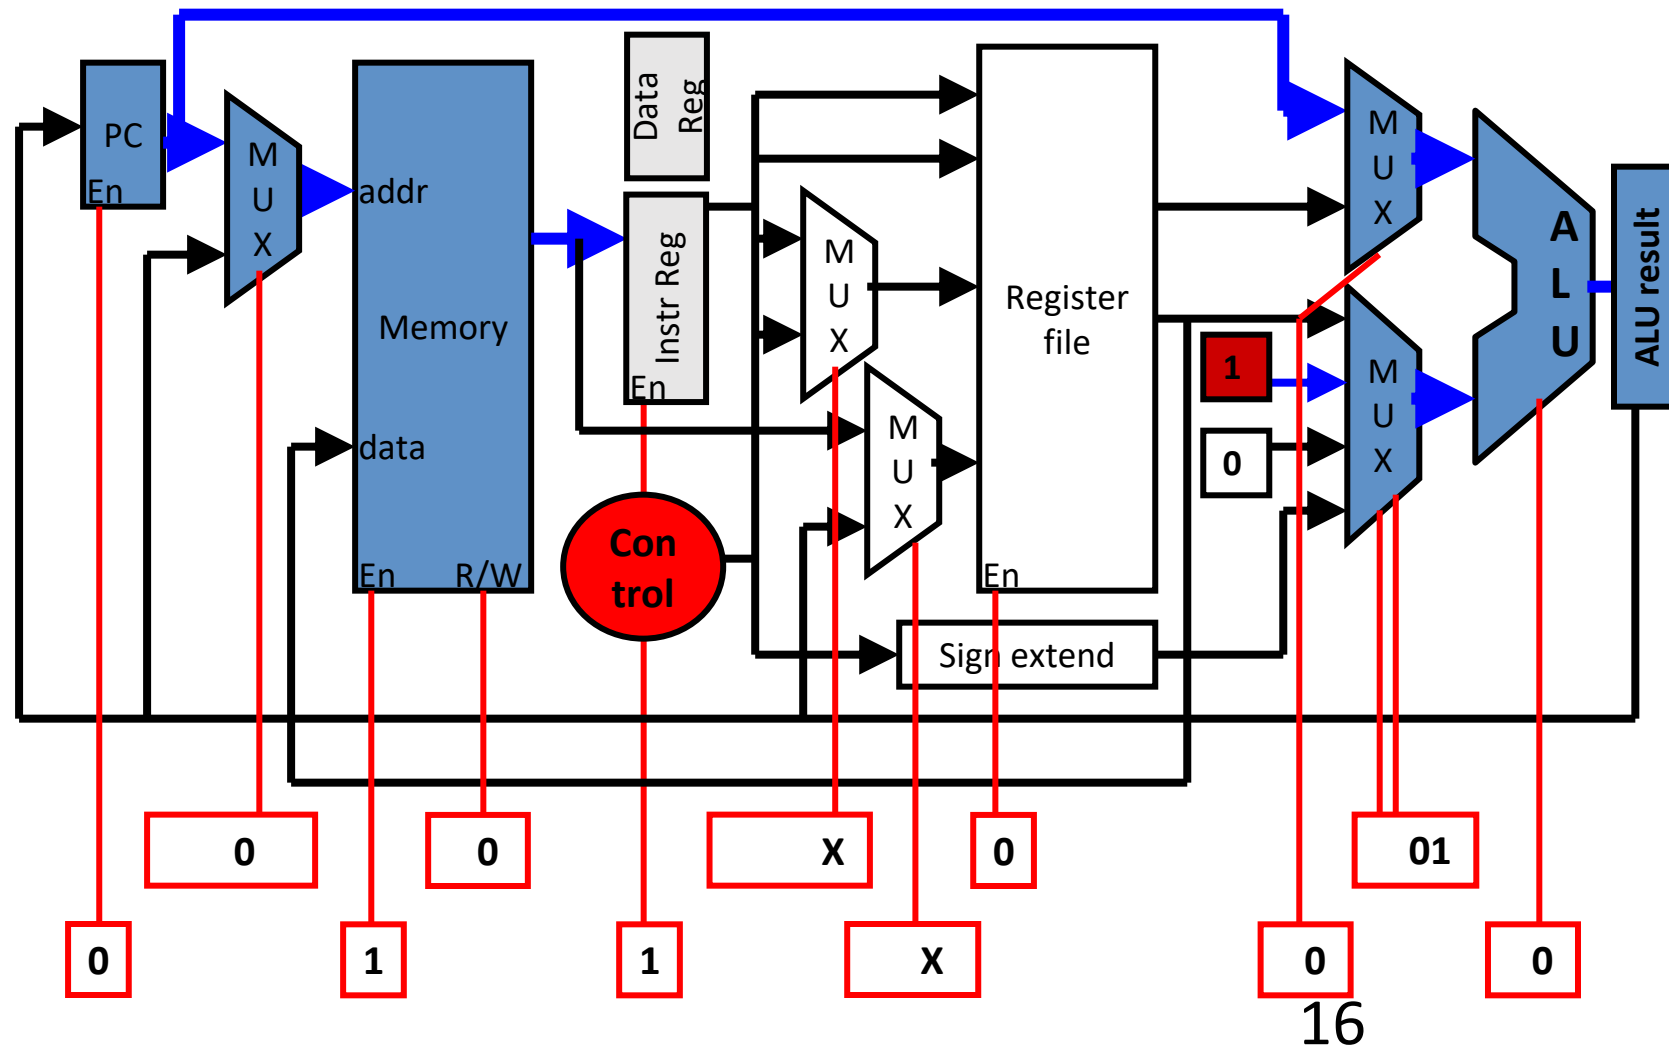 PC
En
M
U
X
addr
Memory
data
En R/W
Data
Reg
Instr Reg
En
Con
trol
M
U
X
M
U
X
Register
file
En
Sign extend
M
U
X
1
0
M
U
X
A
L
U
ALU result
0
0
X
0
01
0
1
1
X
0
0
16